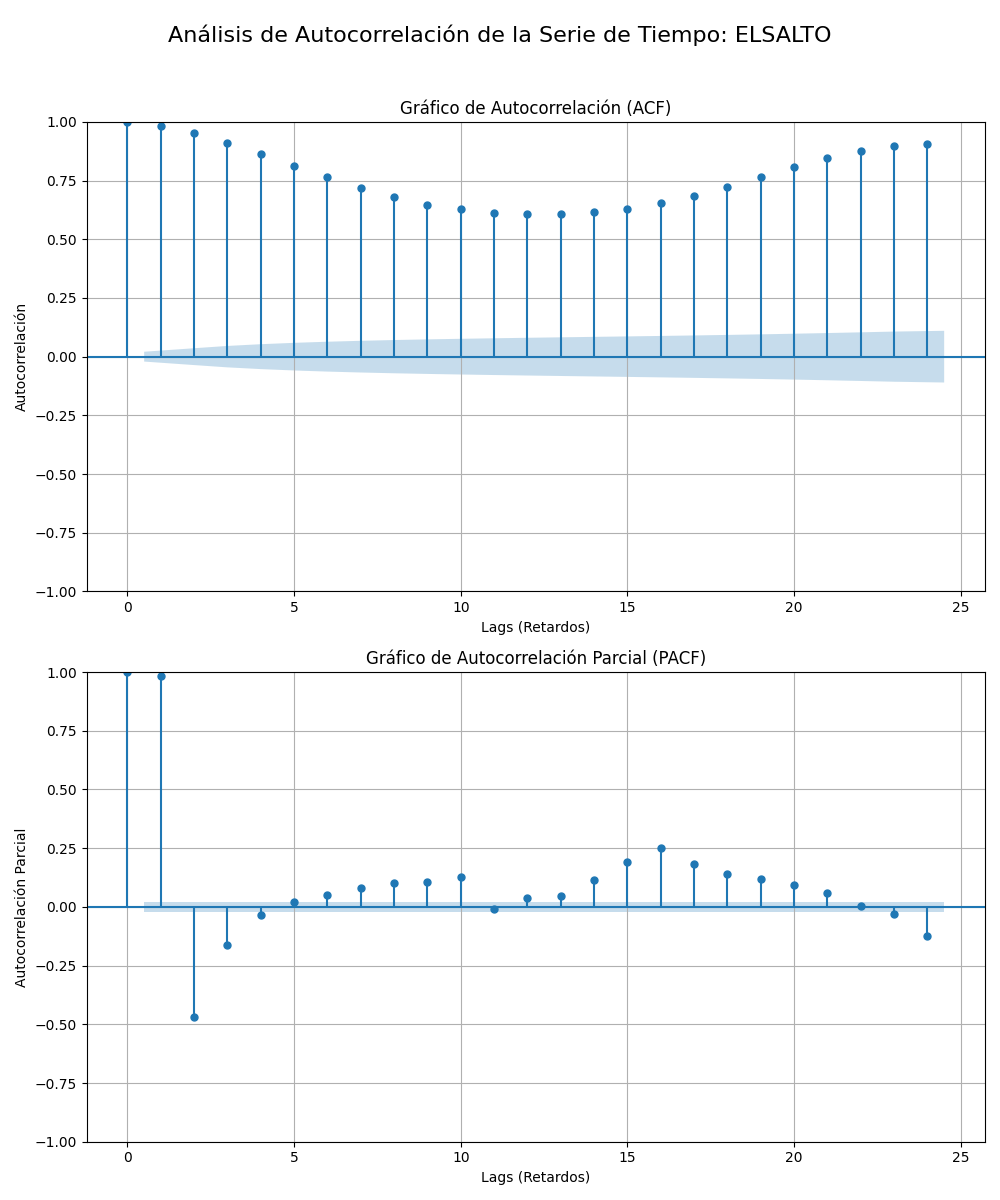 Análisis de Autocorrelación de la Serie de Tiempo: ELSALTO
Gráfico de Autocorrelación (ACF)
1.00
0.75
0.50
0.25
0.00
−0.25
−0.50
−0.75
−1.00
Autocorrelación
0 5 10 15 20 25
Lags (Retardos)
Gráfico de Autocorrelación Parcial (PACF)
1.00
0.75
0.50
0.25
0.00
−0.25
−0.50
−0.75
−1.00
Autocorrelación Parcial
0 5 10 15 20 25
Lags (Retardos)